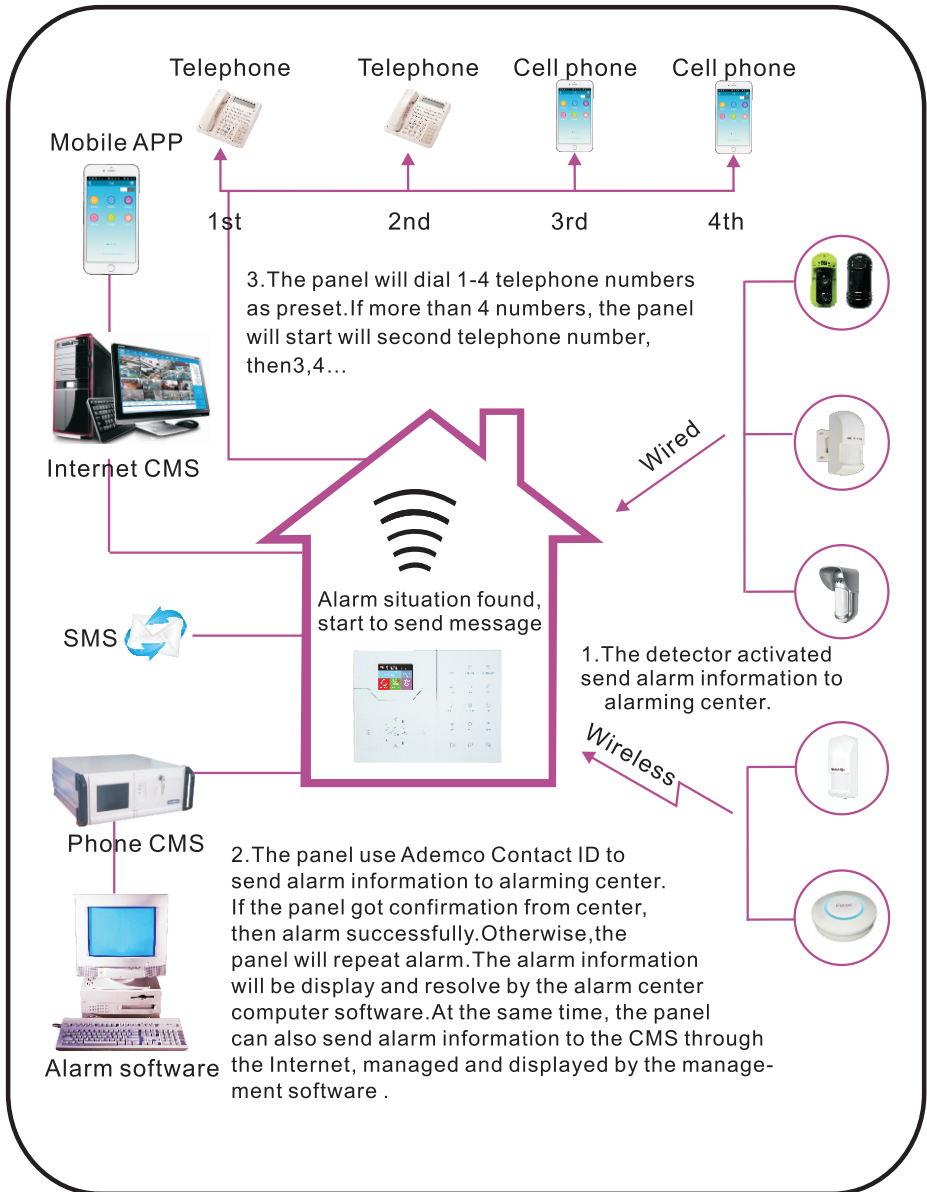 Telephone Telephone Cell phone Cell phone
Mobile APP
1st 2nd 3rd 4th
3.The panel will dial 1-4 telephone numbers
as preset.If more than 4 numbers, the panel
will start will second telephone number,
then3,4...
Internet CMS
Wired
Alarm situation found,
start to send message
SMS
1.The detector activated
send alarm information to
alarming center.
Wireless
Phone CMS
2.The panel use Ademco Contact ID to
send alarm information to alarming center.
If the panel got confirmation from center,
then alarm successfully.Otherwise,the
panel will repeat alarm.The alarm information
will be display and resolve by the alarm center
computer software.At the same time, the panel
can also send alarm information to the CMS through
the Internet, managed and displayed by the manage-
ment software .
Alarm software